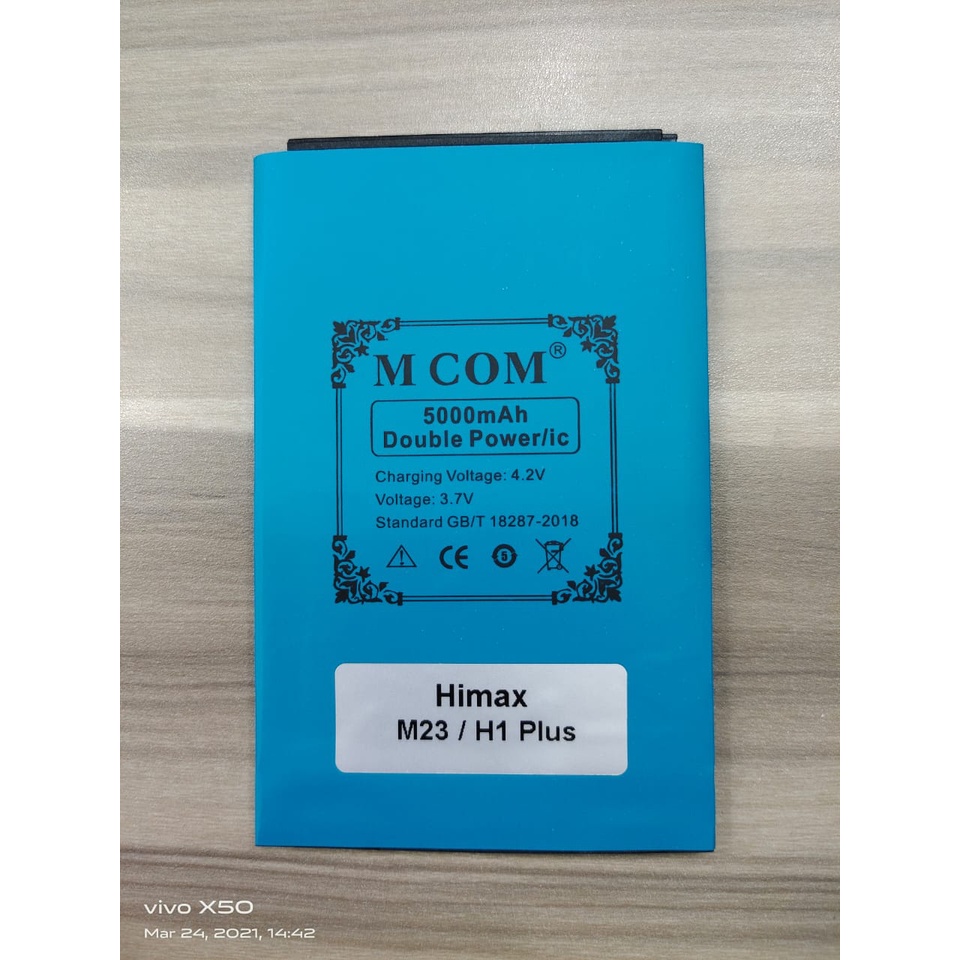 M COM®
5000mAh
Double Power/ic
Charging Voltage: 4.2V
Voltage: 3.7V
Standard GB/T 18287-2018
CE
5
Himax
M23 / H1 Plus
vivo X50
Mar 24, 2021, 14:42